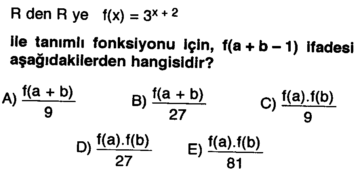 R den R ye f(x) = 3^(x + 2)
ile tanımlı fonksiyonu için, f(a + b − 1) ifadesi
aşağıdakilerden hangisidir?
A) f(a + b)/9 B) f(a + b)/27 C) f(a).f(b)/9
D) f(a).f(b)/27 E) f(a).f(b)/81